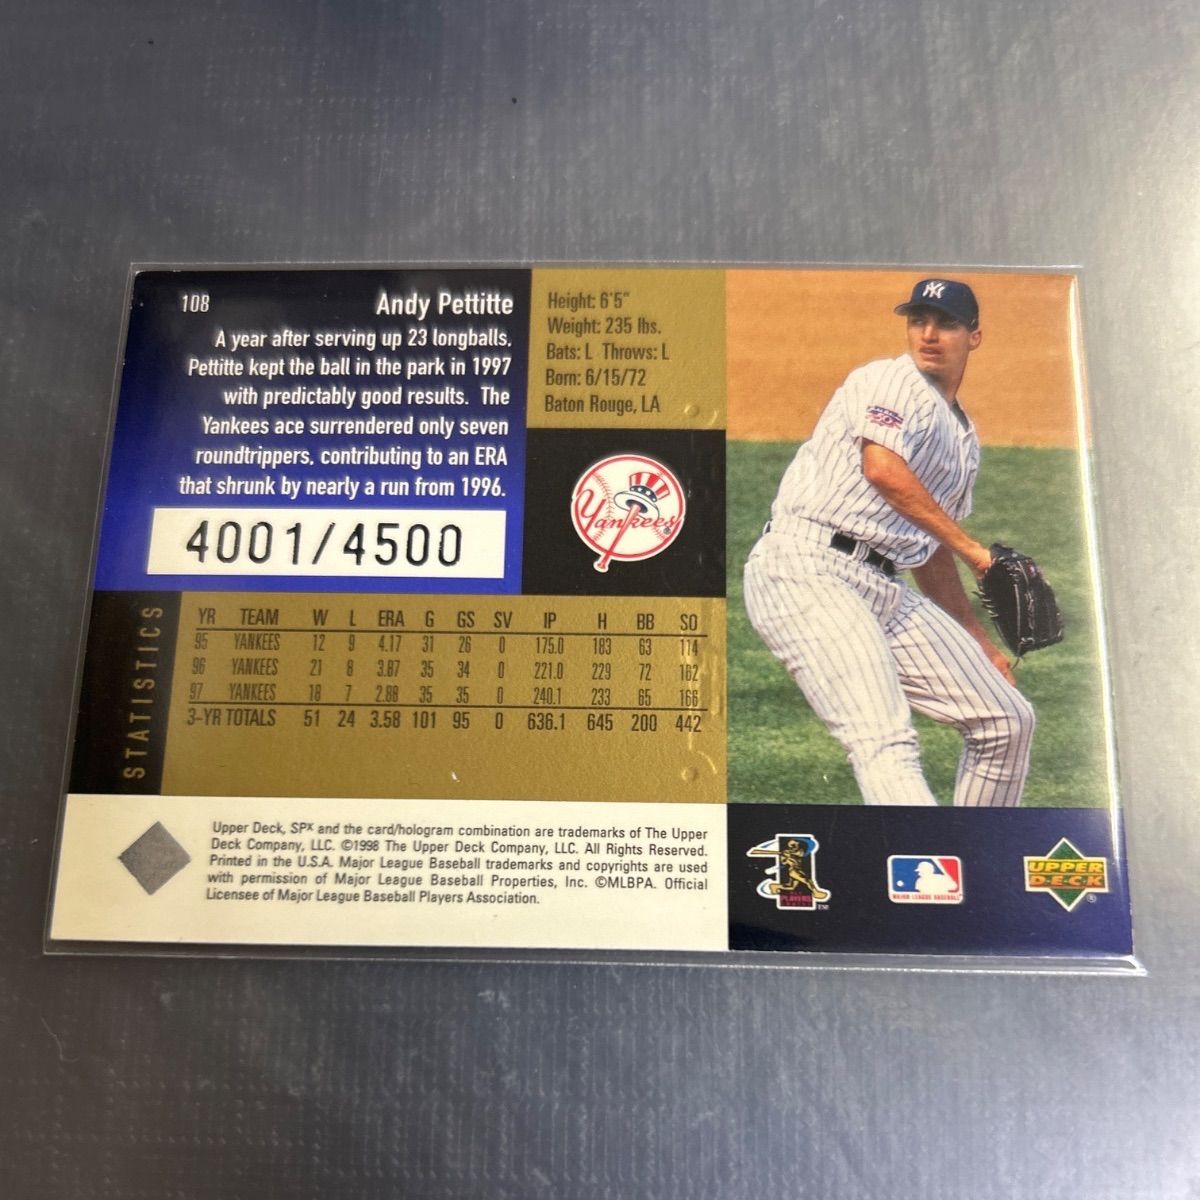 108
Andy Pettitte
A year after serving up 23 longballs,
Pettitte kept the ball in the park in 1997
with predictably good results. The
Yankees ace surrendered only seven
roundtrippers, contributing to an ERA
that shrunk by nearly a run from 1996.
4001/4500
Height: 6'5"
Weight: 235 lbs.
Bats: L Throws: L
Born: 6/15/72
Baton Rouge, LA
Yankees
NY
STATISTICS
YR TEAM W L ERA G GS SV IP H BB SO
95 YANKEES 12 9 4.17 31 26 0 175.0 183 63 114
96 YANKEES 21 8 3.87 35 34 0 221.0 229 72 162
97 YANKEES 18 7 2.88 35 35 0 240.1 233 65 166
3-YR TOTALS 51 24 3.58 101 95 0 636.1 645 200 442
Upper Deck, SPx and the card/hologram combination are trademarks of The Upper
Deck Company, LLC. ©1998 The Upper Deck Company, LLC. All Rights Reserved.
Printed in the U.S.A. Major League Baseball trademarks and copyrights are used
with permission of Major League Baseball Properties, Inc. ©MLBPA. Official
Licensee of Major League Baseball Players Association.
PLAYERS
TM
MAJOR LEAGUE BASEBALL
UPPER
DECK
®